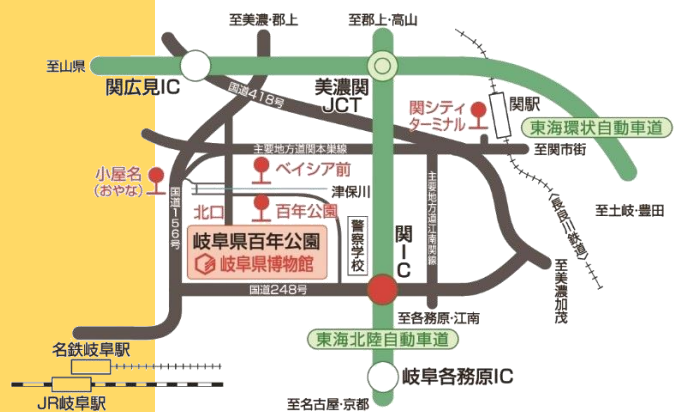 至美濃・郡上
至郡上・高山
至山県
関広見IC
国道418号
美濃関
JCT
関シティ
ターミナル
関駅
東海環状自動車道
主要地方道関本巣線
至関市街
小屋名
(おやな)
ベイシア前
津保川
国道156号
北口
百年公園
警察学校
関IC
主要地方道江南関線
〈長良川鉄道〉
至土岐・豊田
岐阜県百年公園
岐阜県博物館
国道248号
至美濃加茂
至各務原・江南
東海北陸自動車道
名鉄岐阜駅
JR岐阜駅
岐阜各務原IC
至名古屋・京都